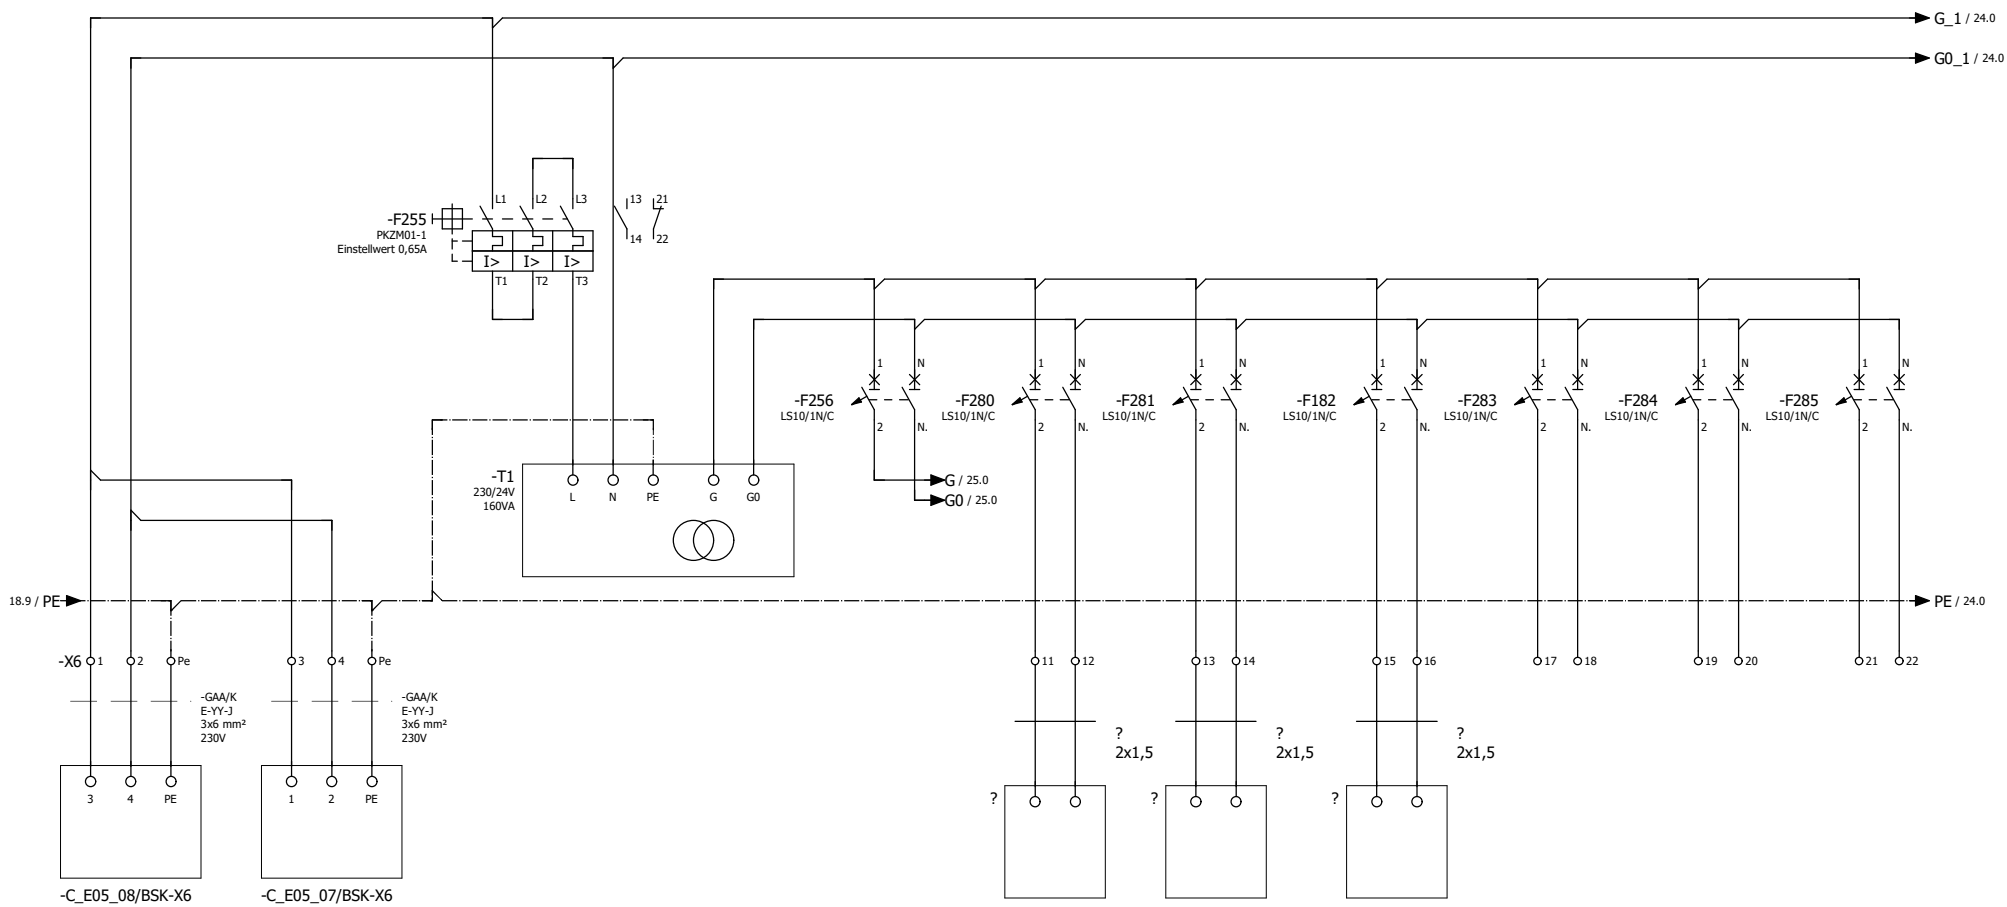 G_1 / 24.0
G0_1 / 24.0
L1 L2 L3 13 21
-F255
PKZM01-1
Einstellwert 0,65A
14 22
I> I> I>
T1 T2 T3
1 N 1 N 1 N 1 N 1 N 1 N 1 N
-F256 -F280 -F281 -F182 -F283 -F284 -F285
LS10/1N/C LS10/1N/C LS10/1N/C LS10/1N/C LS10/1N/C LS10/1N/C LS10/1N/C
2 N. 2 N. 2 N. 2 N. 2 N. 2 N. 2 N.
-T1
230/24V
160VA
L N PE G G0
G / 25.0
G0 / 25.0
18.9 / PE
PE / 24.0
-X6 1 2 Pe 3 4 Pe 11 12 13 14 15 16 17 18 19 20 21 22
-GAA/K
E-YY-J
3x6 mm²
230V
-GAA/K
E-YY-J
3x6 mm²
230V
?
2x1,5
?
2x1,5
?
2x1,5
3 4 PE 1 2 PE
? ? ?
-C_E05_08/BSK-X6 -C_E05_07/BSK-X6